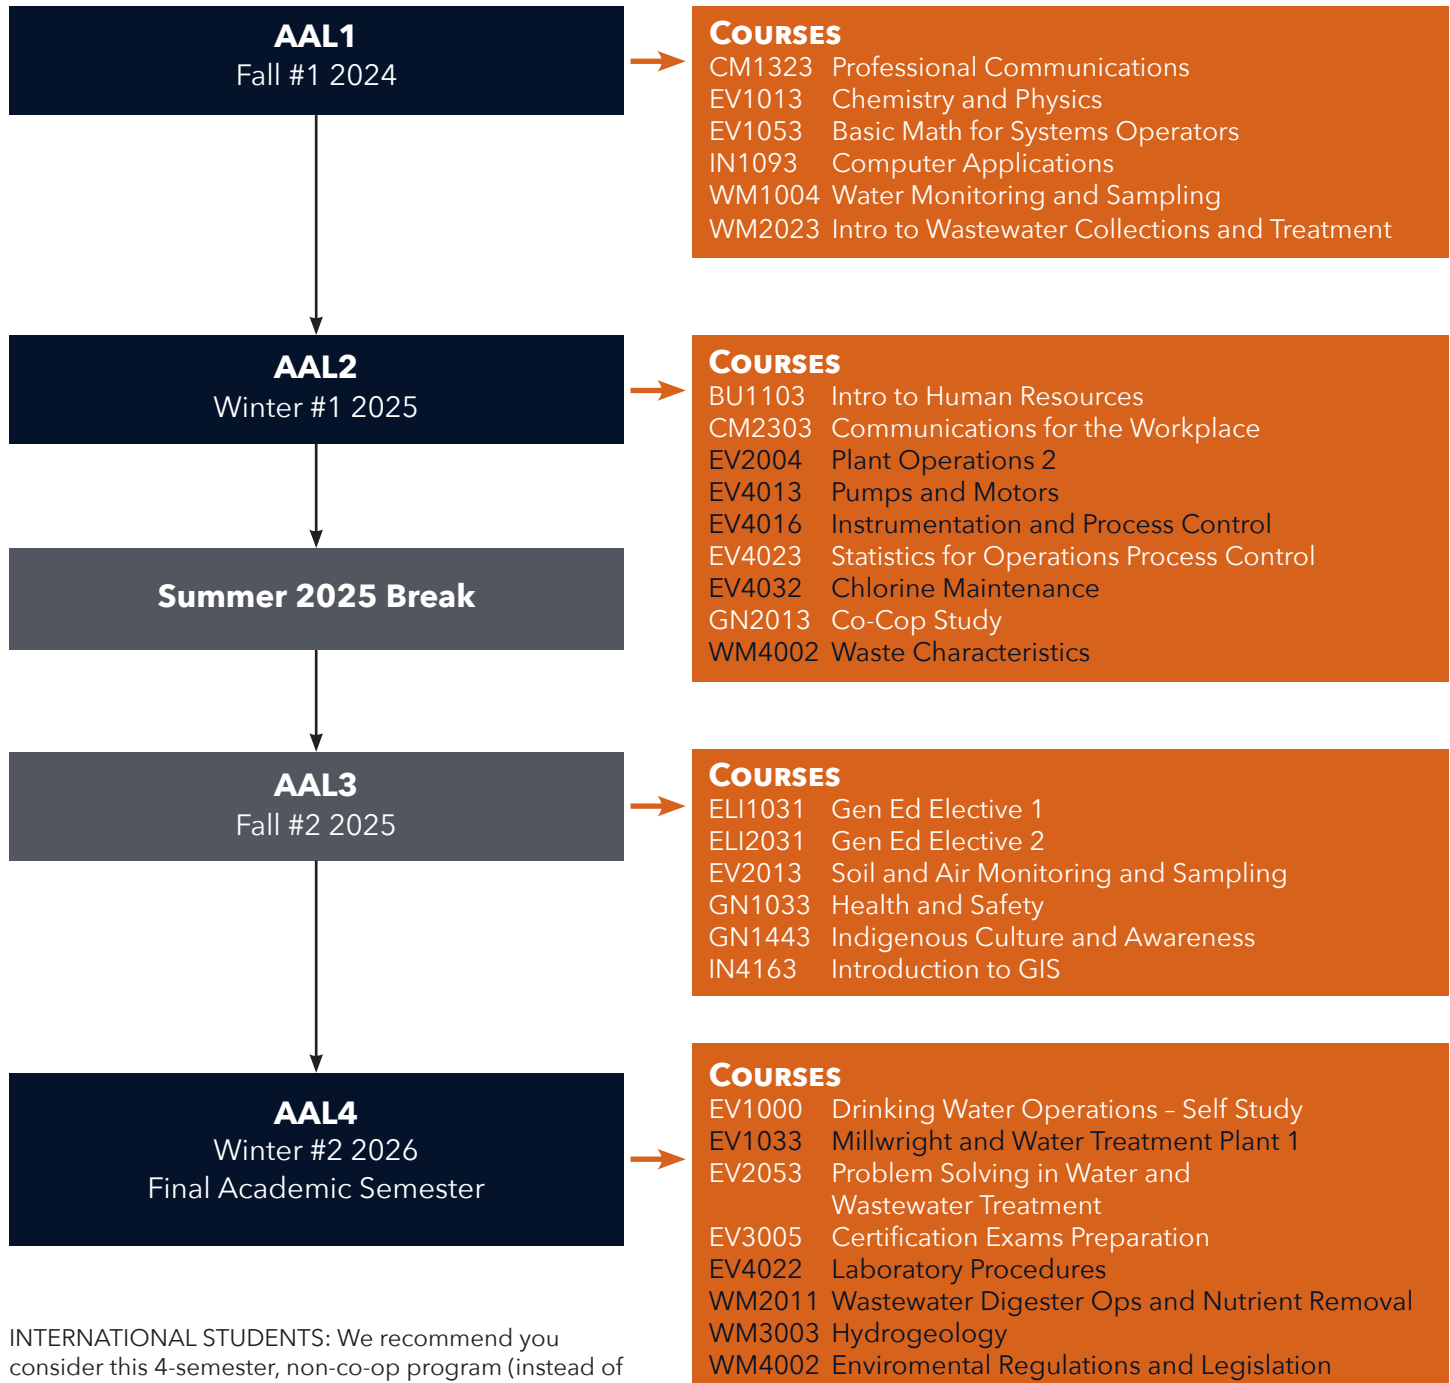 AAL1
Fall #1 2024
COURSES
CM1323 Professional Communications
EV1013 Chemistry and Physics
EV1053 Basic Math for Systems Operators
IN1093 Computer Applications
WM1004 Water Monitoring and Sampling
WM2023 Intro to Wastewater Collections and Treatment
AAL2
Winter #1 2025
COURSES
BU1103 Intro to Human Resources
CM2303 Communications for the Workplace
EV2004 Plant Operations 2
EV4013 Pumps and Motors
EV4016 Instrumentation and Process Control
EV4023 Statistics for Operations Process Control
EV4032 Chlorine Maintenance
GN2013 Co-Cop Study
WM4002 Waste Characteristics
Summer 2025 Break
AAL3
Fall #2 2025
COURSES
ELI1031 Gen Ed Elective 1
ELI2031 Gen Ed Elective 2
EV2013 Soil and Air Monitoring and Sampling
GN1033 Health and Safety
GN1443 Indigenous Culture and Awareness
IN4163 Introduction to GIS
AAL4
Winter #2 2026
Final Academic Semester
COURSES
EV1000 Drinking Water Operations – Self Study
EV1033 Millwright and Water Treatment Plant 1
EV2053 Problem Solving in Water and
Wastewater Treatment
EV3005 Certification Exams Preparation
EV4022 Laboratory Procedures
WM2011 Wastewater Digester Ops and Nutrient Removal
WM3003 Hydrogeology
WM4002 Enviromental Regulations and Legislation
INTERNATIONAL STUDENTS: We recommend you
consider this 4-semester, non-co-op program (instead of